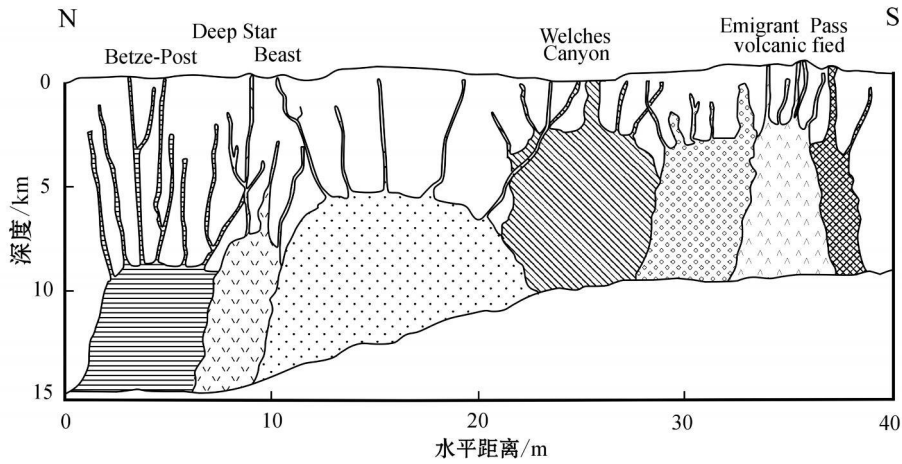 N
S
Deep Star
Betze-Post
Beast
Welches
Canyon
Emigrant Pass
volcanic fied
0
5
10
15
深度/km
0
10
20
30
40
水平距离/m